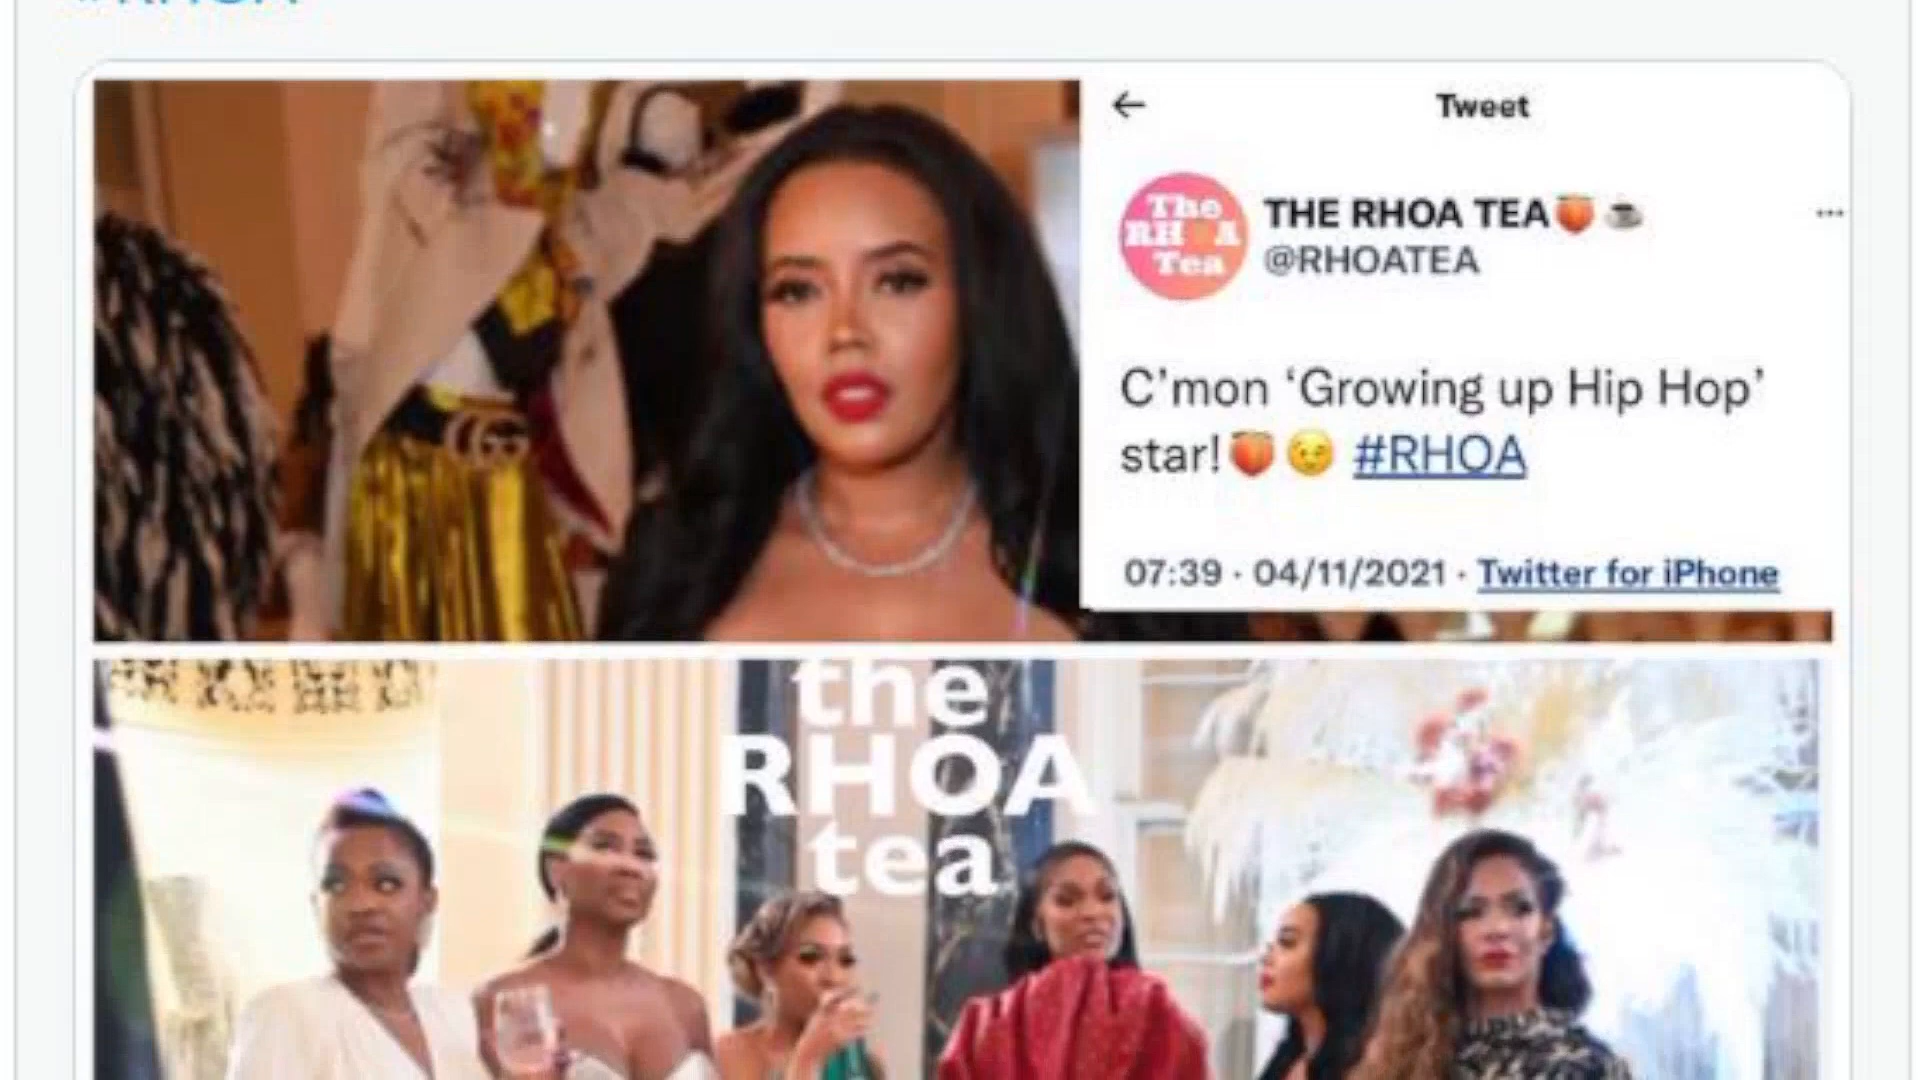 #RHOA
Tweet
The
RHOA
Tea
THE RHOA TEA🍑☕
@RHOATEA
...
C’mon ‘Growing up Hip Hop’
star!🍑😉 #RHOA
07:39 · 04/11/2021 · Twitter for iPhone
the
RHOA
tea